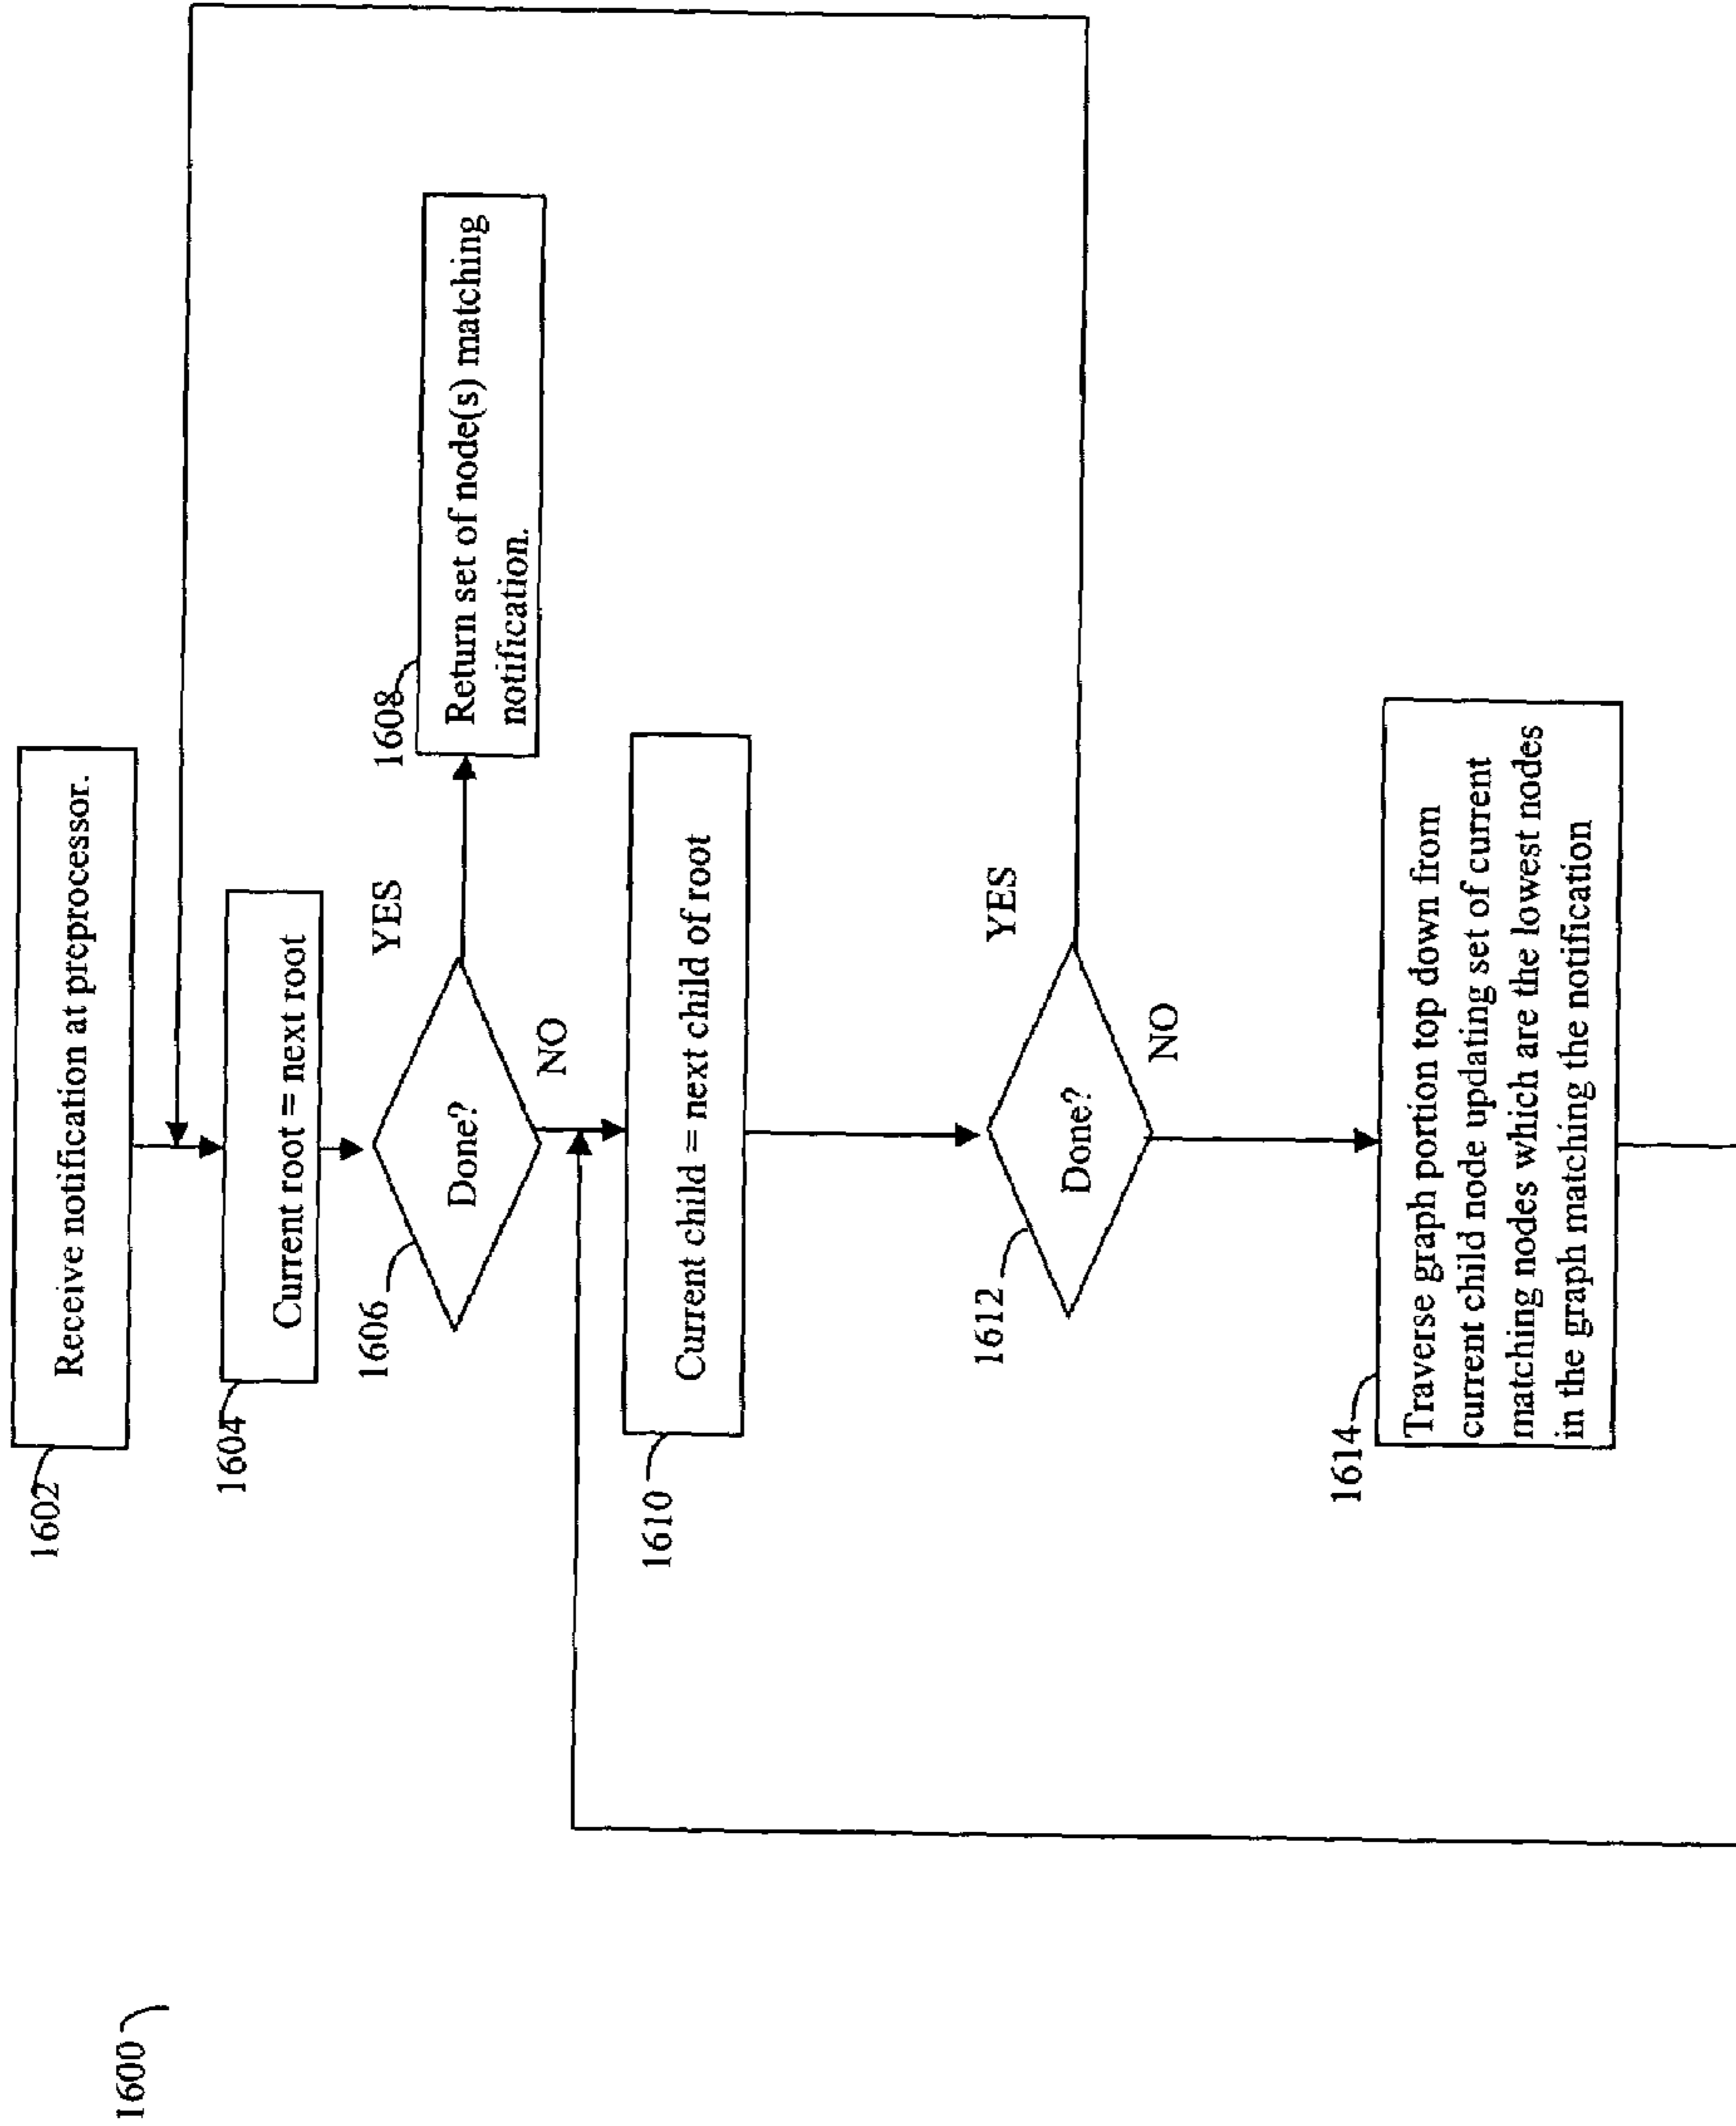 1600
1602
Receive notification at preprocessor.
1604
Current root = next root
1606
Done?
YES
NO
1608
Return set of node(s) matching
notification.
1610
Current child = next child of root
1612
Done?
YES
NO
1614
Traverse graph portion top down from
current child node updating set of current
matching nodes which are the lowest nodes
in the graph matching the notification